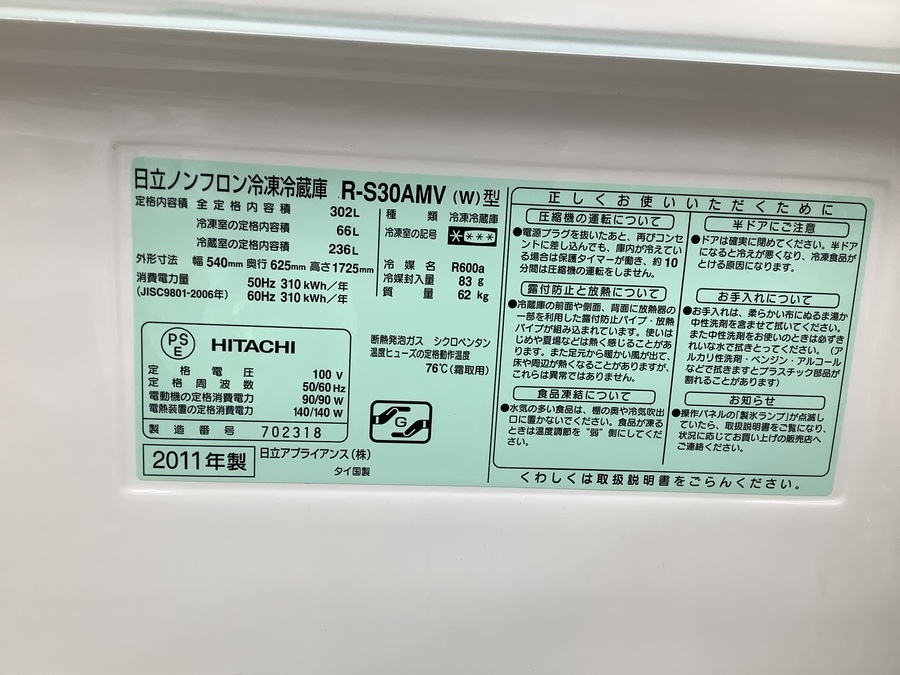 日立ノンフロン冷凍冷蔵庫 R-S30AMV (W)型
定格内容積 全定格内容積 302L
冷凍室の定格内容積 66L
冷蔵室の定格内容積 236L
外形寸法 幅 540mm 奥行 625mm 高さ 1725mm
消費電力量 50Hz 310 kWh/年
(JISC9801-2006年) 60Hz 310 kWh/年
種類 冷凍冷蔵庫
冷凍室の記号 ****
冷媒名 R600a
冷媒封入量 83 g
質量 62 kg
PS
E
HITACHI
定格電圧 100 V
定格周波数 50/60 Hz
電動機の定格消費電力 90/90 W
電熱装置の定格消費電力 140/140 W
製造番号 702318
断熱発泡ガス シクロペンタン
温度ヒューズの定格動作温度
76℃(霜取用)
G
2011年製
日立アプライアンス(株)
タイ国製
正しくお使いいただくために
圧縮機の運転について
●電源プラグを抜いたあと、再びコンセ
ントに差し込んでも、庫内が冷えてい
る場合は保護タイマーが働き、約 10
分間は圧縮機の運転をしません。
露付防止と放熱について
●冷蔵庫の前面や側面、背面に放熱器の
一部を利用した露付防止パイプ・放熱
パイプが組み込まれています。使いは
じめや夏場などは熱く感じることがあり
ます。また足元から暖かい風が出て、
床や周辺が熱くなることがありますが、
これらは異常ではありません。
食品凍結について
●水気の多い食品は、棚の奥や冷気吹出
口に置かないでください。食品が凍ると
きは温度調節を"弱"側にしてくだ
さい。
半ドアにご注意
●ドアは確実に閉めてください。半ドア
になると冷えが悪くなり、冷凍食品が
とける原因になります。
お手入れについて
●お手入れは、柔らかい布にぬるま湯か
中性洗剤を含ませて拭いてください。
また中性洗剤をお使いのときは必ずき
れいな水で拭きとってください。(ア
ルカリ性洗剤・ベンジン・アルコール
などで拭きますとプラスチック部品が
割れることがあります)
お知らせ
●操作パネルの「製氷ランプ」が点滅し
ていたら、取扱説明書をご覧になり、
状況に応じてお買い上げの販売店へ
ご連絡ください。
くわしくは取扱説明書をごらんください。